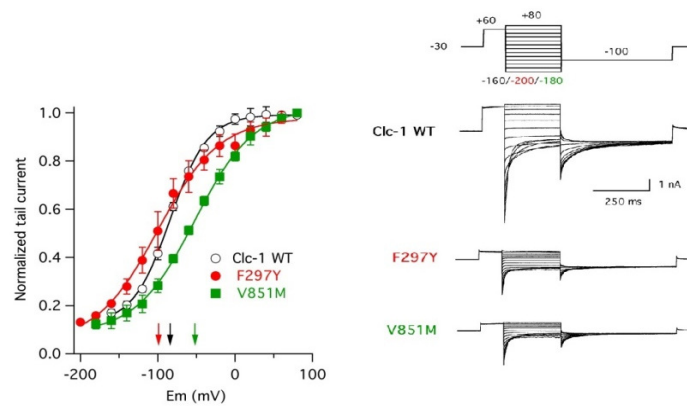 1.0
0.8
0.6
0.4
0.2
0.0
Normalized tail current
-200
-100
0
100
Em (mV)
Clc-1 WT
F297Y
V851M
+60
+80
-30
-100
-160/-200/-180
Clc-1 WT
1 nA
250 ms
F297Y
V851M